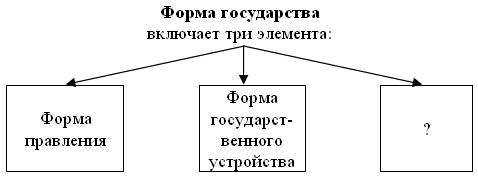 Форма государства
включает три элемента:
Форма
правления
Форма
государст-
венного
устройства
?